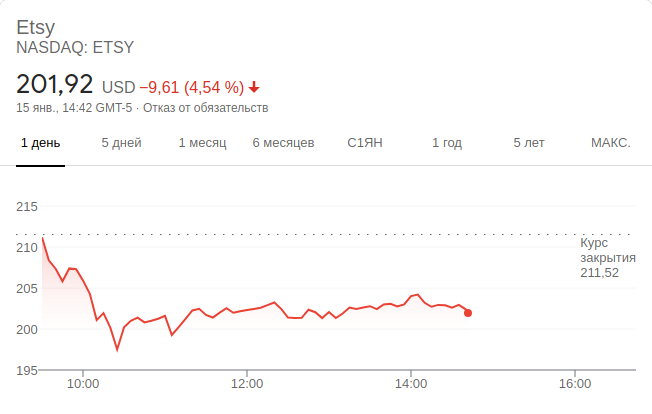 Etsy
NASDAQ: ETSY
201,92 USD −9,61 (4,54 %)
15 янв., 14:42 GMT-5 · Отказ от обязательств
1 день 5 дней 1 месяц 6 месяцев С1ЯН 1 год 5 лет МАКС.
215
210
205
200
195
Курс
закрытия
211,52
10:00 12:00 14:00 16:00